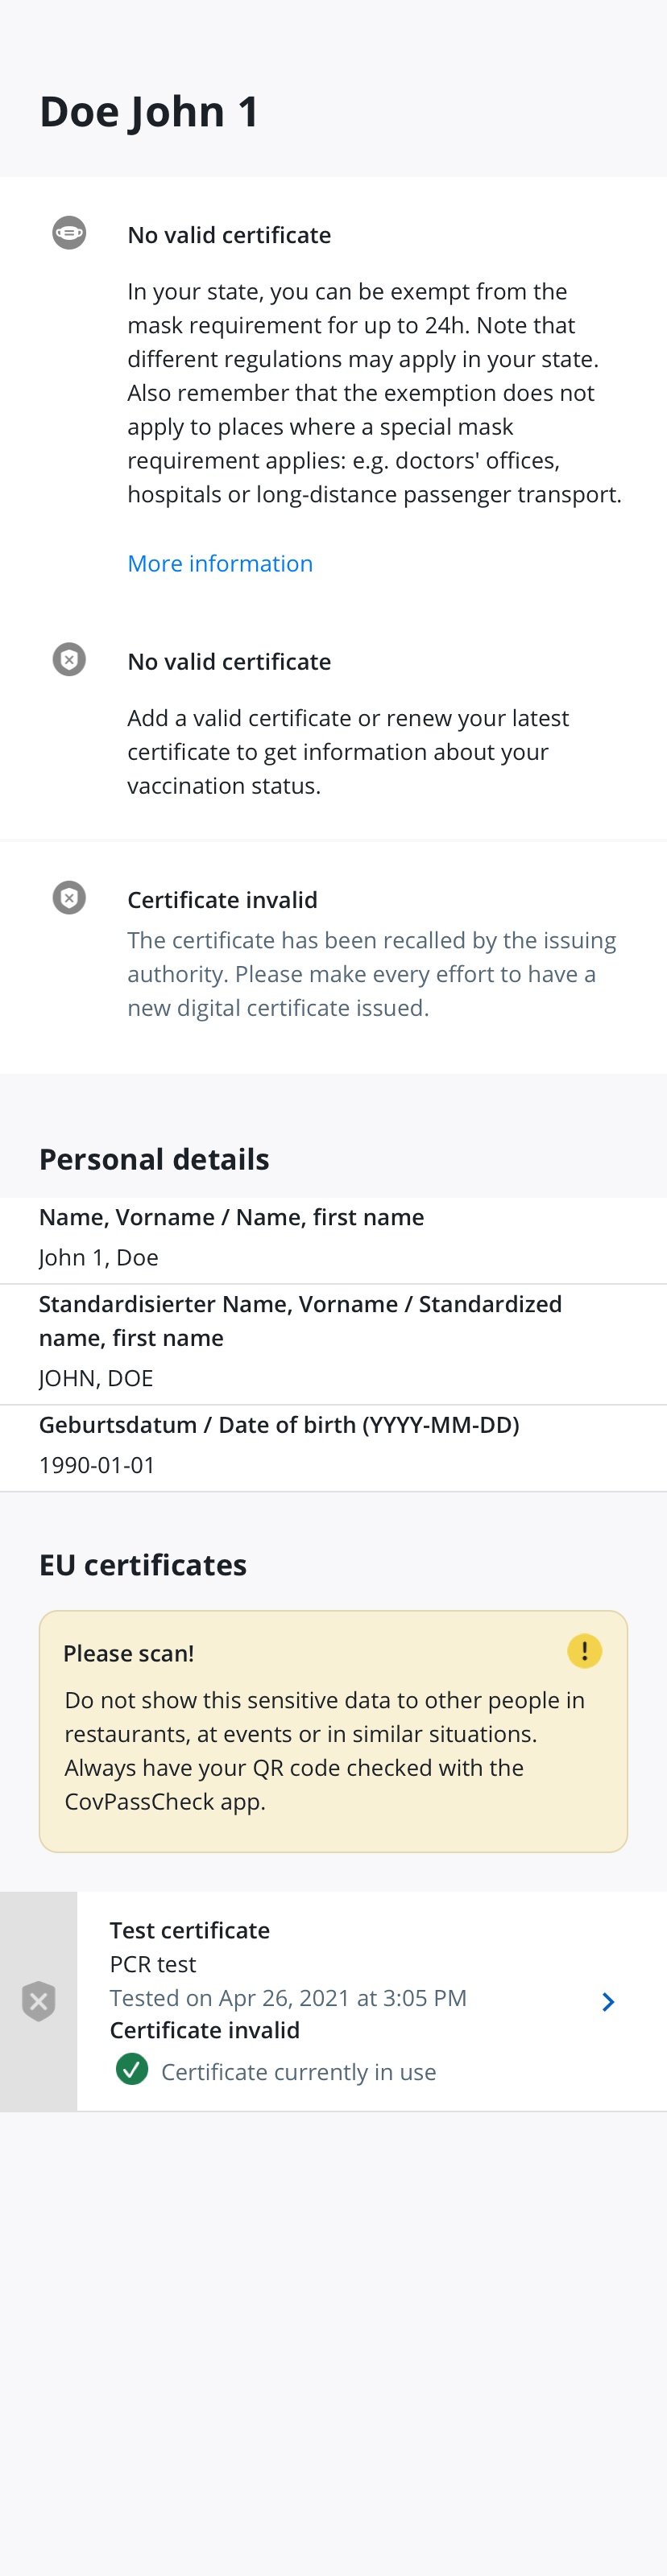 Doe John 1
No valid certificate
In your state, you can be exempt from the
mask requirement for up to 24h. Note that
different regulations may apply in your state.
Also remember that the exemption does not
apply to places where a special mask
requirement applies: e.g. doctors' offices,
hospitals or long-distance passenger transport.
More information
No valid certificate
Add a valid certificate or renew your latest
certificate to get information about your
vaccination status.
Certificate invalid
The certificate has been recalled by the issuing
authority. Please make every effort to have a
new digital certificate issued.
Personal details
Name, Vorname / Name, first name
John 1, Doe
Standardisierter Name, Vorname / Standardized
name, first name
JOHN, DOE
Geburtsdatum / Date of birth (YYYY-MM-DD)
1990-01-01
EU certificates
Please scan!
Do not show this sensitive data to other people in
restaurants, at events or in similar situations.
Always have your QR code checked with the
CovPassCheck app.
Test certificate
PCR test
Tested on Apr 26, 2021 at 3:05 PM
Certificate invalid
Certificate currently in use